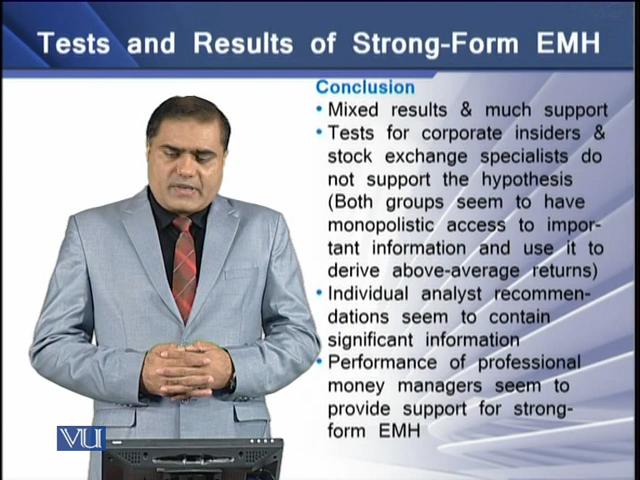 Tests and Results of Strong-Form EMH
Conclusion
• Mixed results & much support
• Tests for corporate insiders &
stock exchange specialists do
not support the hypothesis
(Both groups seem to have
monopolistic access to impor-
tant information and use it to
derive above-average returns)
• Individual analyst recommen-
dations seem to contain
significant information
• Performance of professional
money managers seem to
provide support for strong-
form EMH
VU